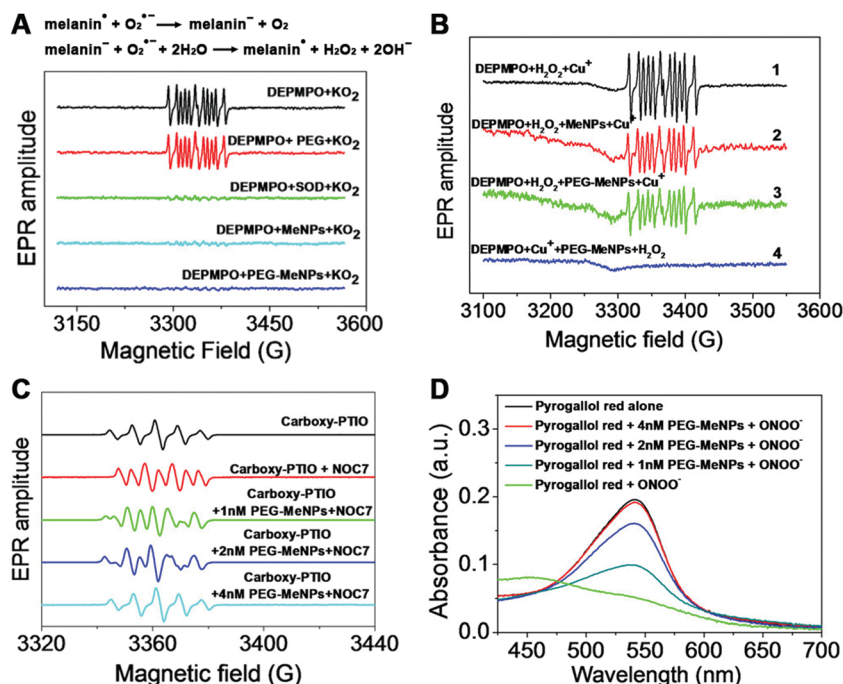 A
melanin• + O₂•⁻ → melanin⁻ + O₂
melanin⁻ + O₂•⁻ + 2H₂O → melanin• + H₂O₂ + 2OH⁻
EPR amplitude
DEPMPO+KO₂
DEPMPO+ PEG+KO₂
DEPMPO+SOD+KO₂
DEPMPO+MeNPs+KO₂
DEPMPO+PEG-MeNPs+KO₂
3150 3300 3450 3600
Magnetic Field (G)
B
EPR amplitude
DEPMPO+H₂O₂+Cu⁺ 1
DEPMPO+H₂O₂+MeNPs+Cu⁺ 2
DEPMPO+H₂O₂+PEG-MeNPs+Cu⁺ 3
DEPMPO+Cu⁺+PEG-MeNPs+H₂O₂ 4
3100 3200 3300 3400 3500 3600
Magnetic field (G)
C
EPR amplitude
Carboxy-PTIO
Carboxy-PTIO + NOC7
Carboxy-PTIO
+1nM PEG-MeNPs+NOC7
Carboxy-PTIO
+2nM PEG-MeNPs+NOC7
Carboxy-PTIO
+4nM PEG-MeNPs+NOC7
3320 3360 3400 3440
Magnetic field (G)
D
Absorbance (a.u.)
0.3
0.2
0.1
0.0
Pyrogallol red alone
Pyrogallol red + 4nM PEG-MeNPs + ONOO⁻
Pyrogallol red + 2nM PEG-MeNPs + ONOO⁻
Pyrogallol red + 1nM PEG-MeNPs + ONOO⁻
Pyrogallol red + ONOO⁻
450 500 550 600 650 700
Wavelength (nm)